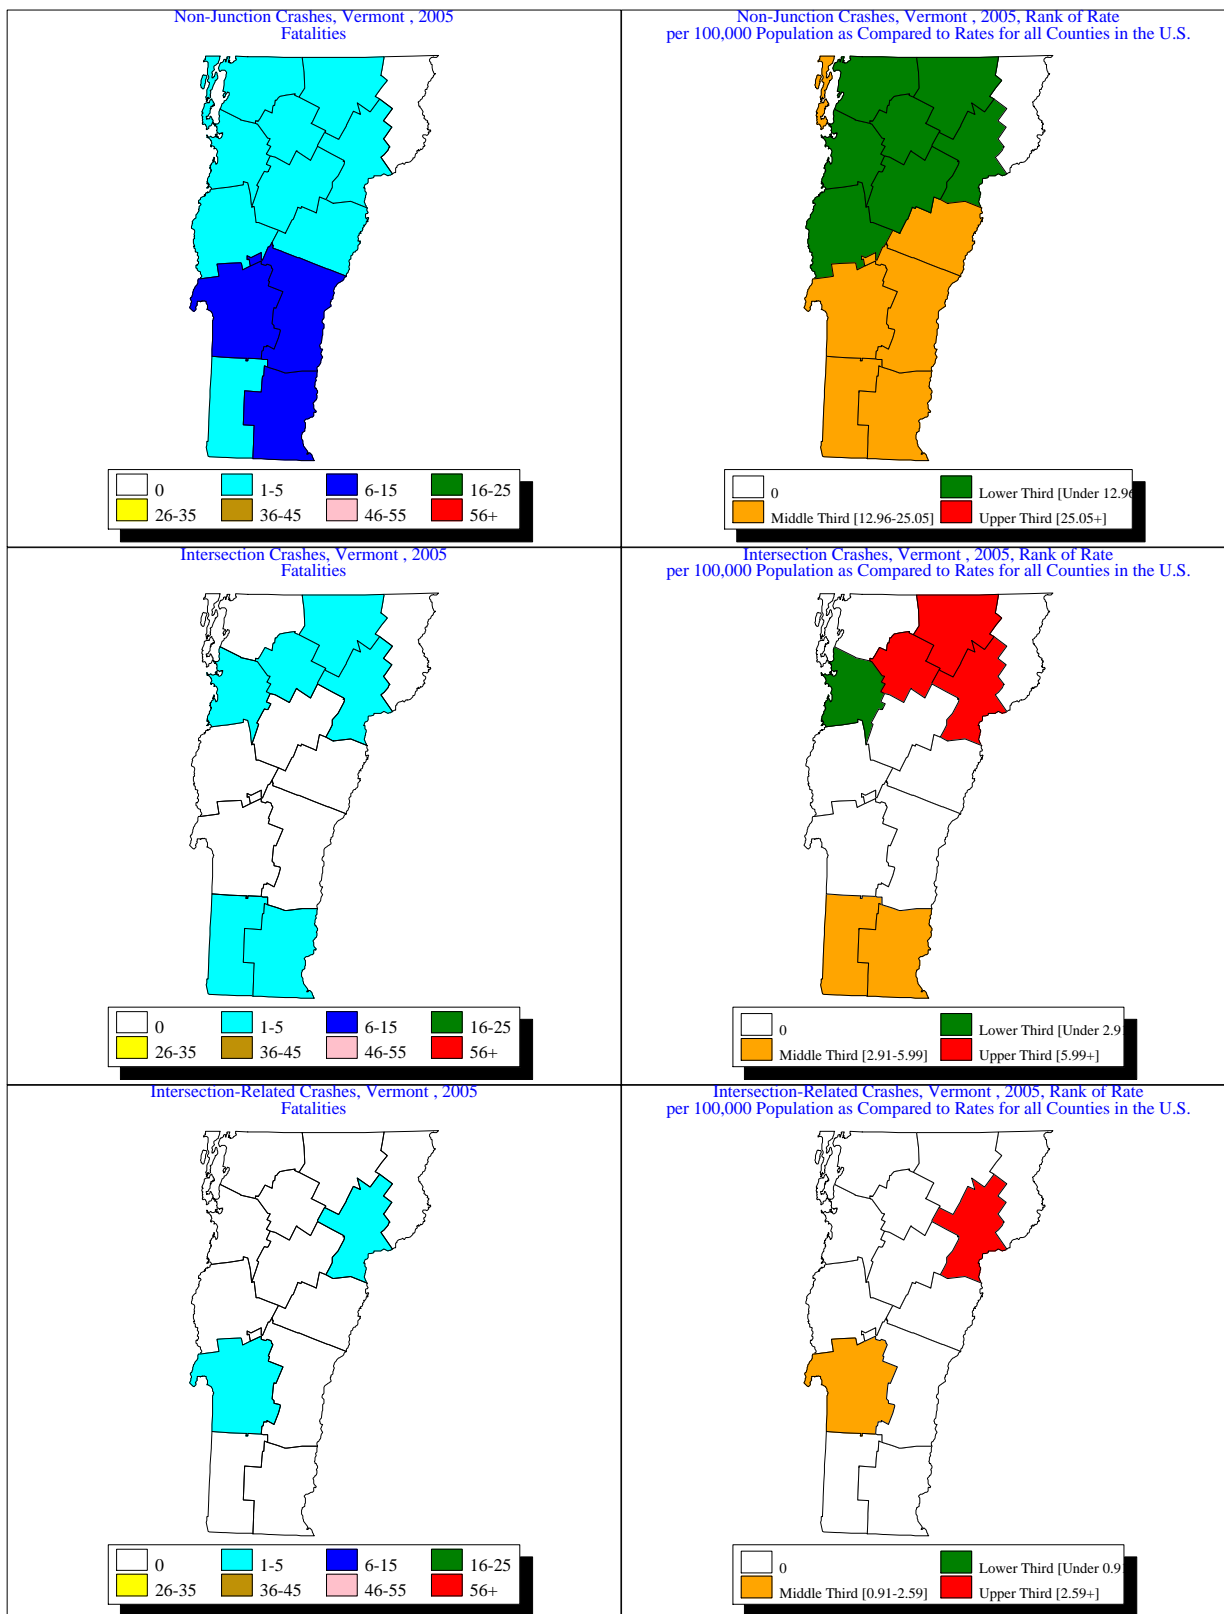 Non-Junction Crashes, Vermont , 2005
Fatalities
0
1-5
6-15
16-25
26-35
36-45
46-55
56+
Non-Junction Crashes, Vermont , 2005, Rank of Rate
per 100,000 Population as Compared to Rates for all Counties in the U.S.
0
Lower Third [Under 12.96
Middle Third [12.96-25.05]
Upper Third [25.05+]
Intersection Crashes, Vermont , 2005
Fatalities
0
1-5
6-15
16-25
26-35
36-45
46-55
56+
Intersection Crashes, Vermont , 2005, Rank of Rate
per 100,000 Population as Compared to Rates for all Counties in the U.S.
0
Lower Third [Under 2.91
Middle Third [2.91-5.99]
Upper Third [5.99+]
Intersection-Related Crashes, Vermont , 2005
Fatalities
0
1-5
6-15
16-25
26-35
36-45
46-55
56+
Intersection-Related Crashes, Vermont , 2005, Rank of Rate
per 100,000 Population as Compared to Rates for all Counties in the U.S.
0
Lower Third [Under 0.91
Middle Third [0.91-2.59]
Upper Third [2.59+]